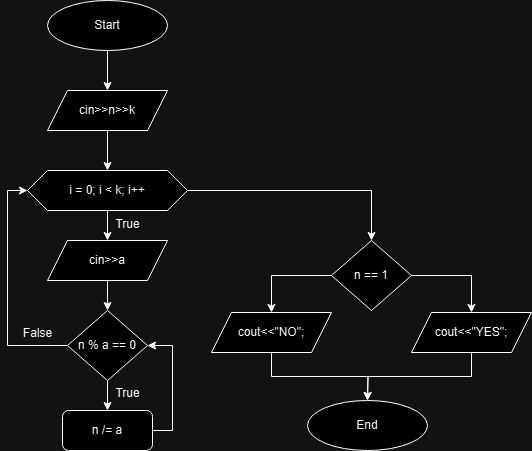 Start
cin>>n>>k
i = 0; i < k; i++
True
cin>>a
n == 1
False
n % a == 0
cout<<"NO";
cout<<"YES";
True
n /= a
End